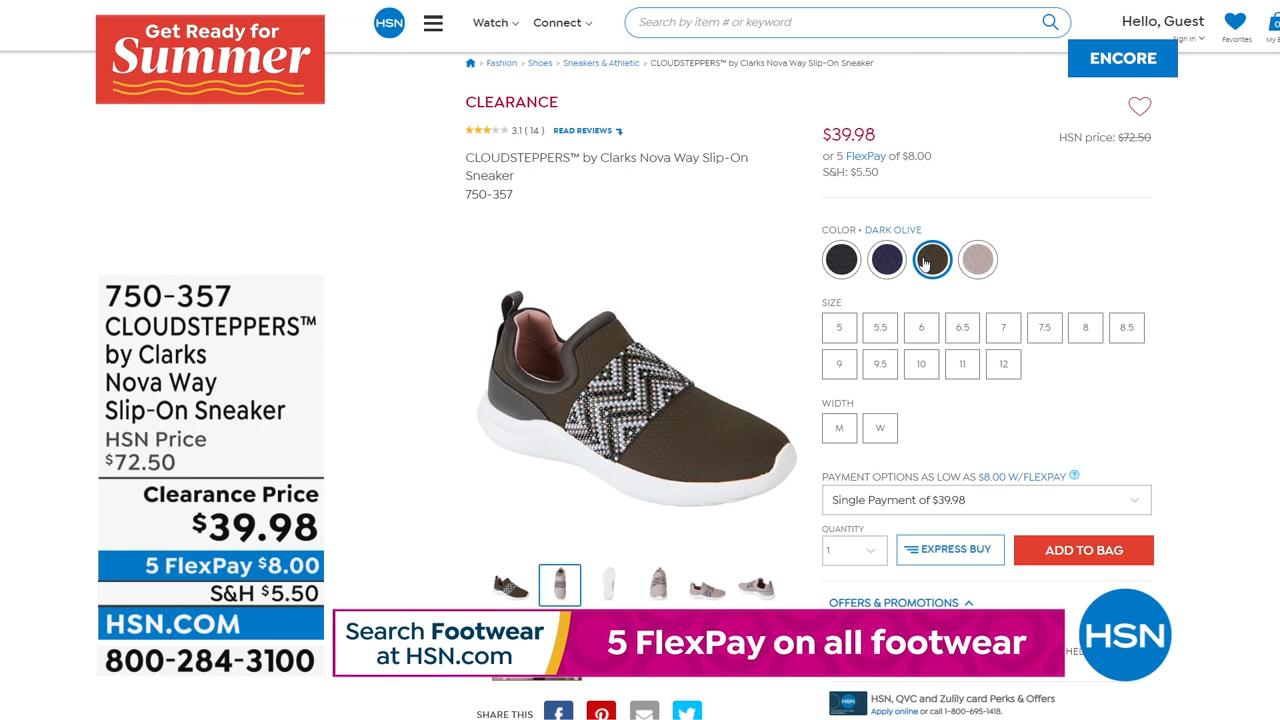 Get Ready for
Summer
HSN
Watch
Connect
Search by item # or keyword
Hello, Guest
Sign In
Favorites
ENCORE
Fashion > Shoes > Sneakers & Athletic > CLOUDSTEPPERS™ by Clarks Nova Way Slip-On Sneaker
CLEARANCE
3.1 ( 14 ) READ REVIEWS
CLOUDSTEPPERS™ by Clarks Nova Way Slip-On
Sneaker
750-357
$39.98
HSN price: $72.50
or 5 FlexPay of $8.00
S&H: $5.50
COLOR • DARK OLIVE
SIZE
5 5.5 6 6.5 7 7.5 8 8.5
9 9.5 10 11 12
WIDTH
M W
PAYMENT OPTIONS AS LOW AS $8.00 W/FLEXPAY ?
Single Payment of $39.98
QUANTITY
1
EXPRESS BUY
ADD TO BAG
OFFERS & PROMOTIONS
750-357
CLOUDSTEPPERS™
by Clarks
Nova Way
Slip-On Sneaker
HSN Price
$72.50
Clearance Price
$39.98
5 FlexPay $8.00
S&H $5.50
HSN.COM
800-284-3100
Search Footwear
at HSN.com
5 FlexPay on all footwear
HSN
HSN, QVC and Zulily card Perks & Offers
Apply online or call 1-800-695-1418.
SHARE THIS